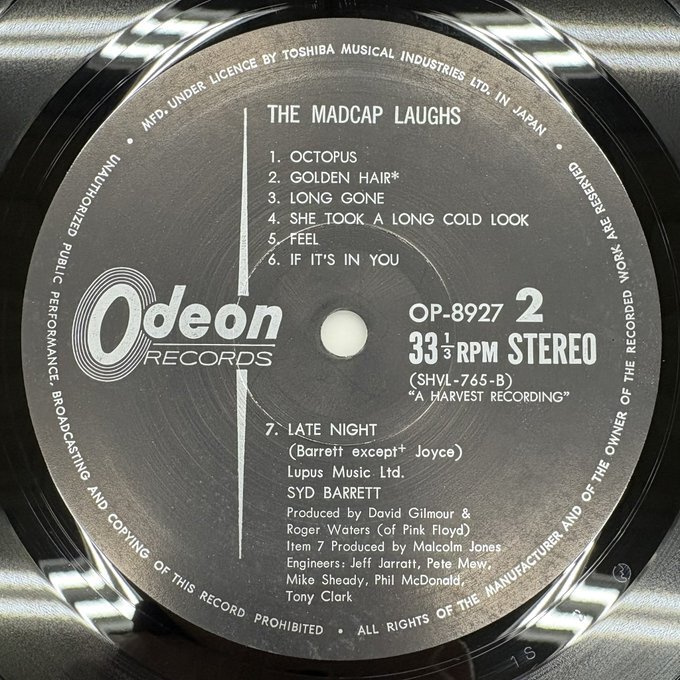 MFD. UNDER LICENCE BY TOSHIBA MUSICAL INDUSTRIES LTD. IN JAPAN
THE MADCAP LAUGHS
1. OCTOPUS
2. GOLDEN HAIR*
3. LONG GONE
4. SHE TOOK A LONG COLD LOOK
5. FEEL
6. IF IT'S IN YOU
Odeon
RECORDS
OP-8927 2
33 1/3 RPM STEREO
(SHVL-765-B)
"A HARVEST RECORDING"
7. LATE NIGHT
(Barrett except+ Joyce)
Lupus Music Ltd.
SYD BARRETT
Produced by David Gilmour &
Roger Waters (of Pink Floyd)
Item 7 Produced by Malcolm Jones
Engineers: Jeff Jarratt, Pete Mew,
Mike Sheady, Phil McDonald,
Tony Clark
UNAUTHORIZED PUBLIC PERFORMANCE, BROADCASTING AND COPYING OF THIS RECORD PROHIBITED • ALL RIGHTS OF THE MANUFACTURER AND OF THE OWNER OF THE RECORDED WORK ARE RESERVED
1S